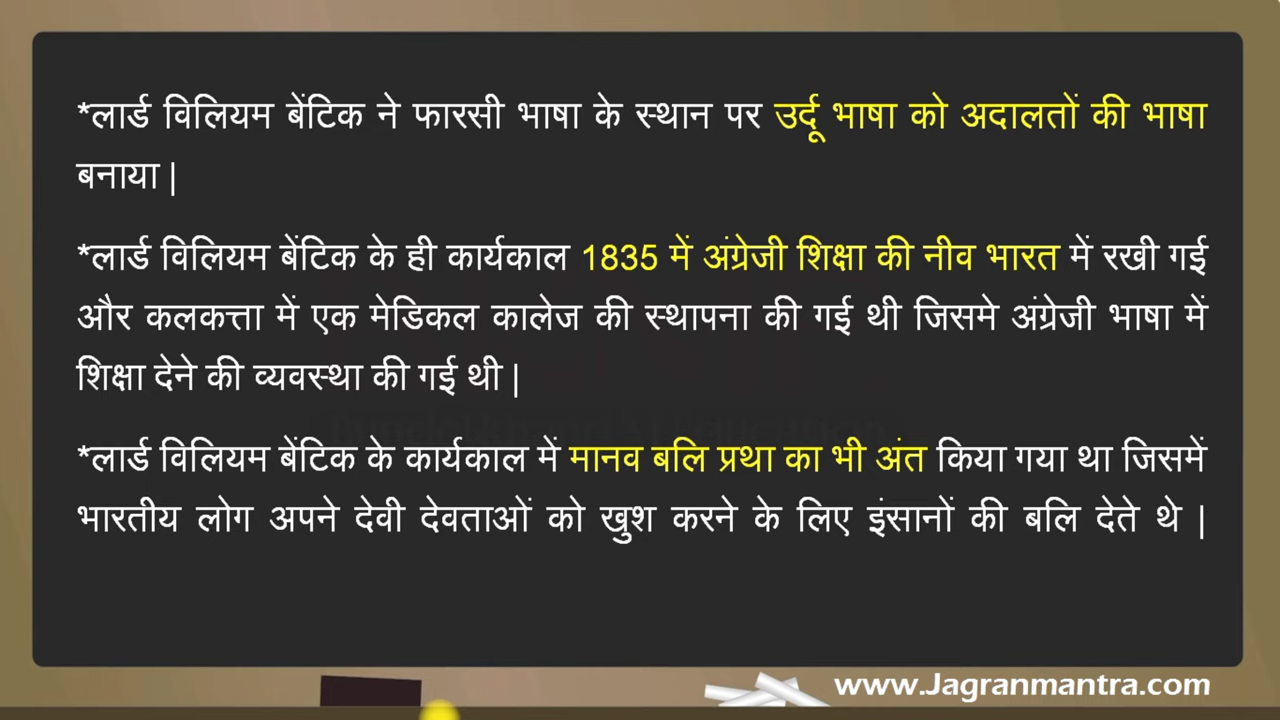 *लार्ड विलियम बेंटिक ने फारसी भाषा के स्थान पर उर्दू भाषा को अदालतों की भाषा
बनाया |
*लार्ड विलियम बेंटिक के ही कार्यकाल 1835 में अंग्रेजी शिक्षा की नीव भारत में रखी गई
और कलकत्ता में एक मेडिकल कालेज की स्थापना की गई थी जिसमे अंग्रेजी भाषा में
शिक्षा देने की व्यवस्था की गई थी |
*लार्ड विलियम बेंटिक के कार्यकाल में मानव बलि प्रथा का भी अंत किया गया था जिसमें
भारतीय लोग अपने देवी देवताओं को खुश करने के लिए इंसानों की बलि देते थे |
www.Jagranmantra.com